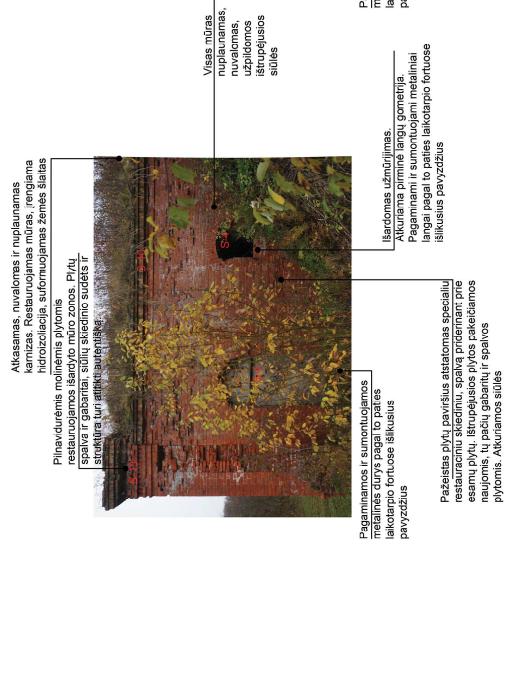 Atkasamas, nuvalomas ir nuplaunamas
karnizas. Restauruojamas mūras, įrengiama
hidroizoliacija, suformuojamas žemės šlaitas
Pilnavidurėmis molinėmis plytomis
restauruojamos išardyto mūro zonos. Plytų
spalva ir gabaritai, siūlių skiedinio sudėtis ir
struktūra turi atitikti autentišką
Visas mūras
nuplaunamas,
nuvalomas,
užpildomos
ištrupėjusios
siūlės
Išardomas užmūrijimas.
Atkuriama pirminė langų gometrija.
Pagaminami ir sumontuojami metaliniai
langai pagal to paties laikotarpio fortuose
išlikusius pavyzdžius
Pagaminamos ir sumontuojamos
metalinės durys pagal to paties
laikotarpio fortuose išlikusius
pavyzdžius
Pažeistas plytų paviršius atstatomas specialiu
restauraciniu skiediniu, spalvą priderinant prie
esamų plytų. Ištrupėjusios plytos pakeičiamos
naujomis, tų pačių gabaritų ir spalvos
plytomis. Atkuriamos siūlės